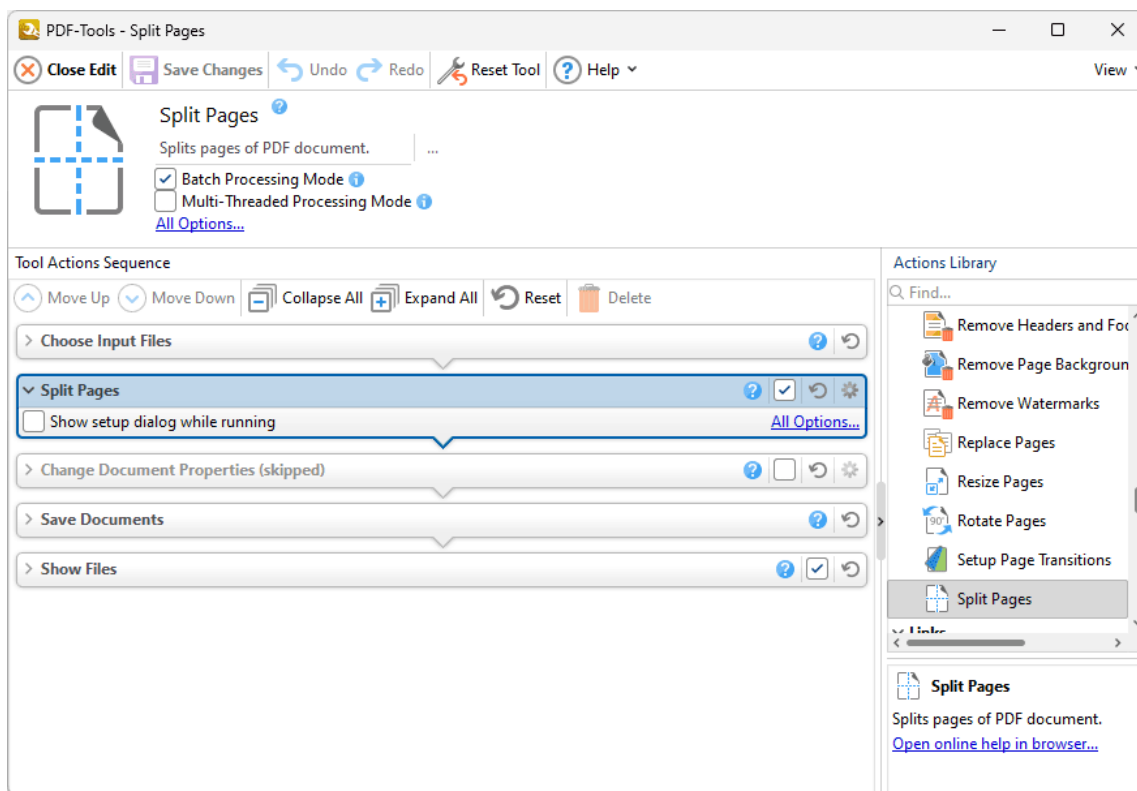 PDF-Tools - Split Pages
Close Edit Save Changes Undo Redo Reset Tool ? Help View
Split Pages ?
Splits pages of PDF document. ...
Batch Processing Mode i
Multi-Threaded Processing Mode i
All Options...
Tool Actions Sequence
Move Up Move Down Collapse All Expand All Reset Delete
Choose Input Files ?
Split Pages ?
Show setup dialog while running All Options...
Change Document Properties (skipped) ?
Save Documents ?
Show Files ?
Actions Library
Find...
Remove Headers and Foo
Remove Page Backgroun
Remove Watermarks
Replace Pages
Resize Pages
90° Rotate Pages
Setup Page Transitions
Split Pages
Split Pages
Splits pages of PDF document.
Open online help in browser...